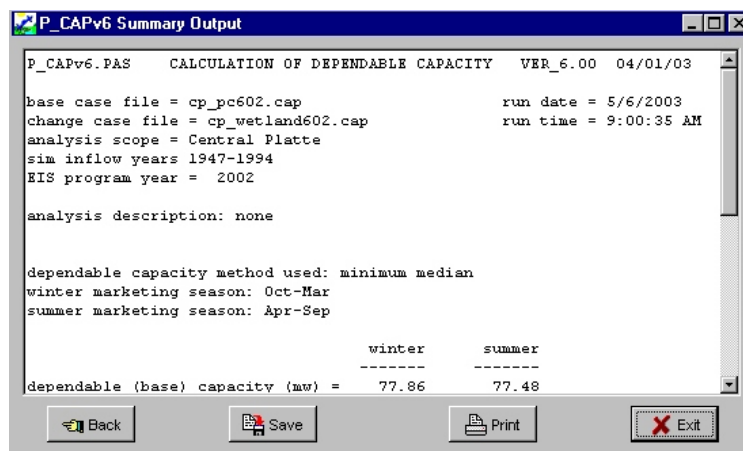 P_CAPv6 Summary Output
P_CAPv6.PAS CALCULATION OF DEPENDABLE CAPACITY VER_6.00 04/01/03
base case file = cp_pc602.cap run date = 5/6/2003
change case file = cp_wetland602.cap run time = 9:00:35 AM
analysis scope = Central Platte
sim inflow years 1947-1994
EIS program year = 2002
analysis description: none
dependable capacity method used: minimum median
winter marketing season: Oct-Mar
summer marketing season: Apr-Sep
winter summer
------- -------
dependable (base) capacity (mw) = 77.86 77.48
Back Save Print Exit